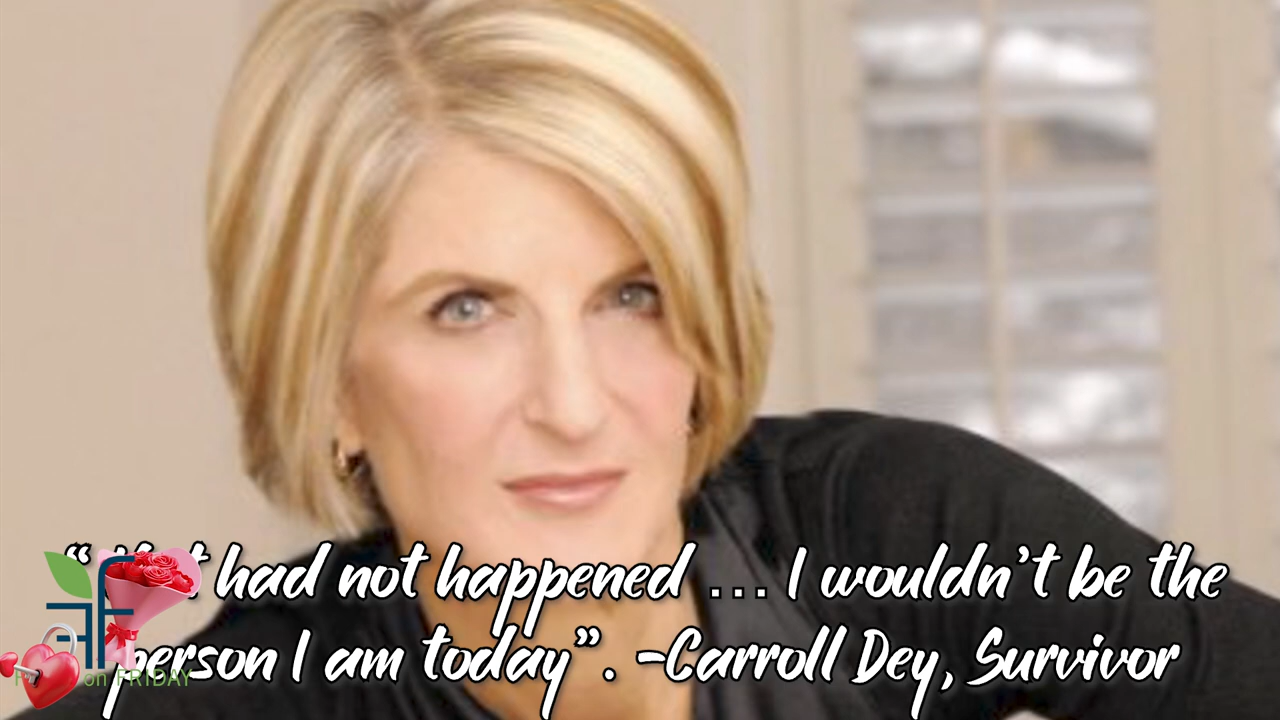 “ had not happened ... I wouldn’t be the
person I am today”. -Carroll Dey, Survivor
on FRIDAY